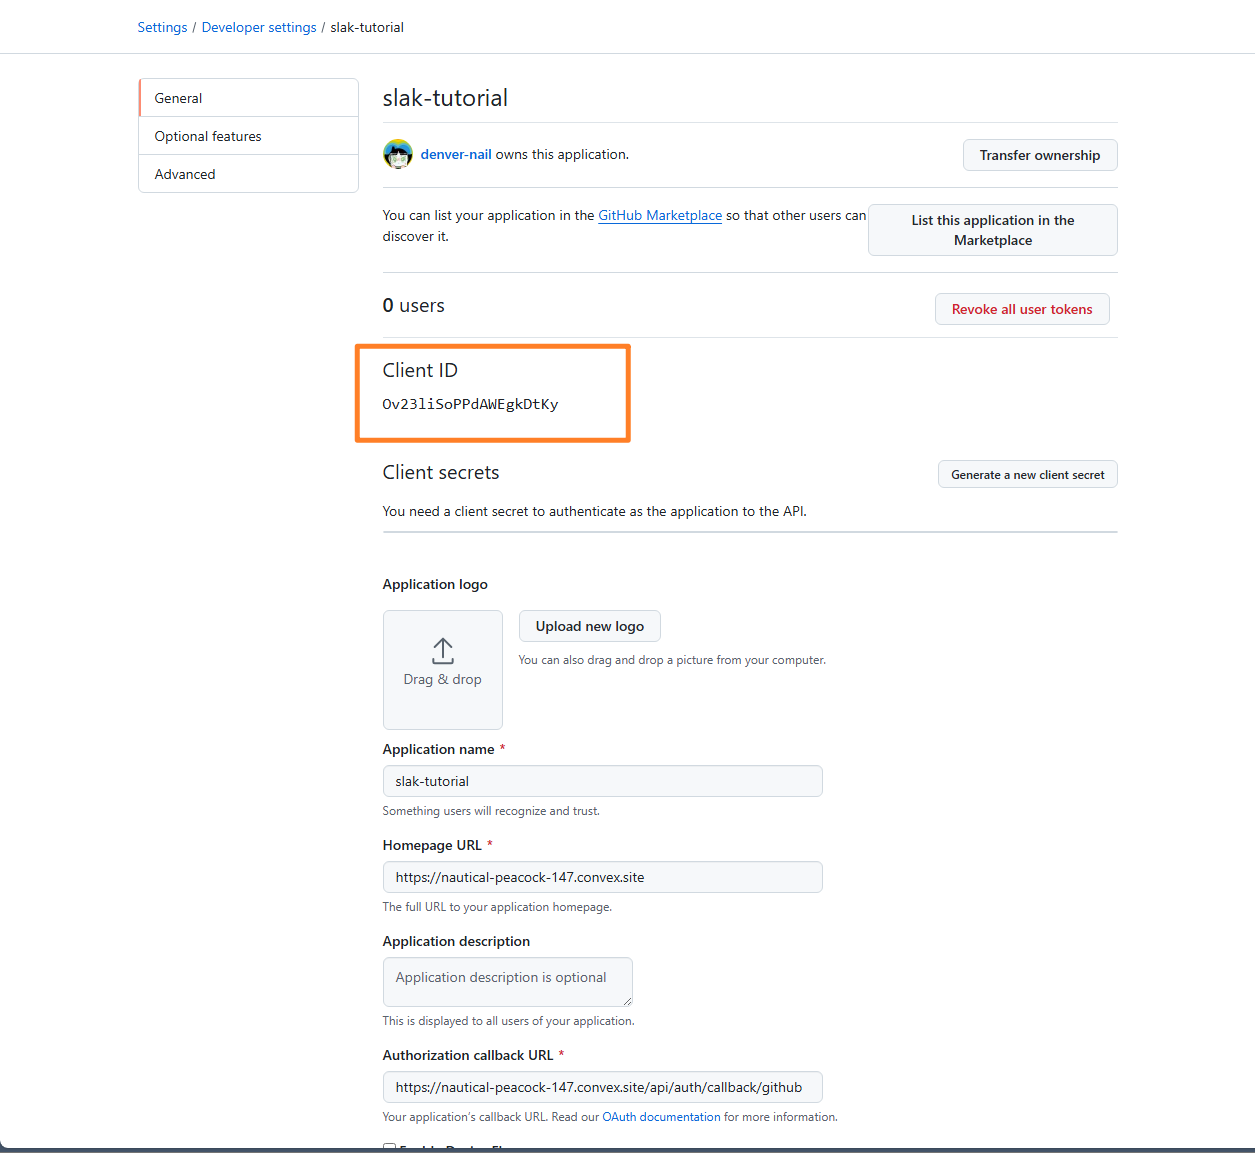 Settings / Developer settings / slak-tutorial
General
Optional features
Advanced
slak-tutorial
denver-nail owns this application.
Transfer ownership
You can list your application in the GitHub Marketplace so that other users can
discover it.
List this application in the
Marketplace
0 users
Revoke all user tokens
Client ID
Ov23liSoPPdAWEgkDtKy
Client secrets
Generate a new client secret
You need a client secret to authenticate as the application to the API.
Application logo
Drag & drop
Upload new logo
You can also drag and drop a picture from your computer.
Application name *
slak-tutorial
Something users will recognize and trust.
Homepage URL *
https://nautical-peacock-147.convex.site
The full URL to your application homepage.
Application description
Application description is optional
This is displayed to all users of your application.
Authorization callback URL *
https://nautical-peacock-147.convex.site/api/auth/callback/github
Your application's callback URL. Read our OAuth documentation for more information.